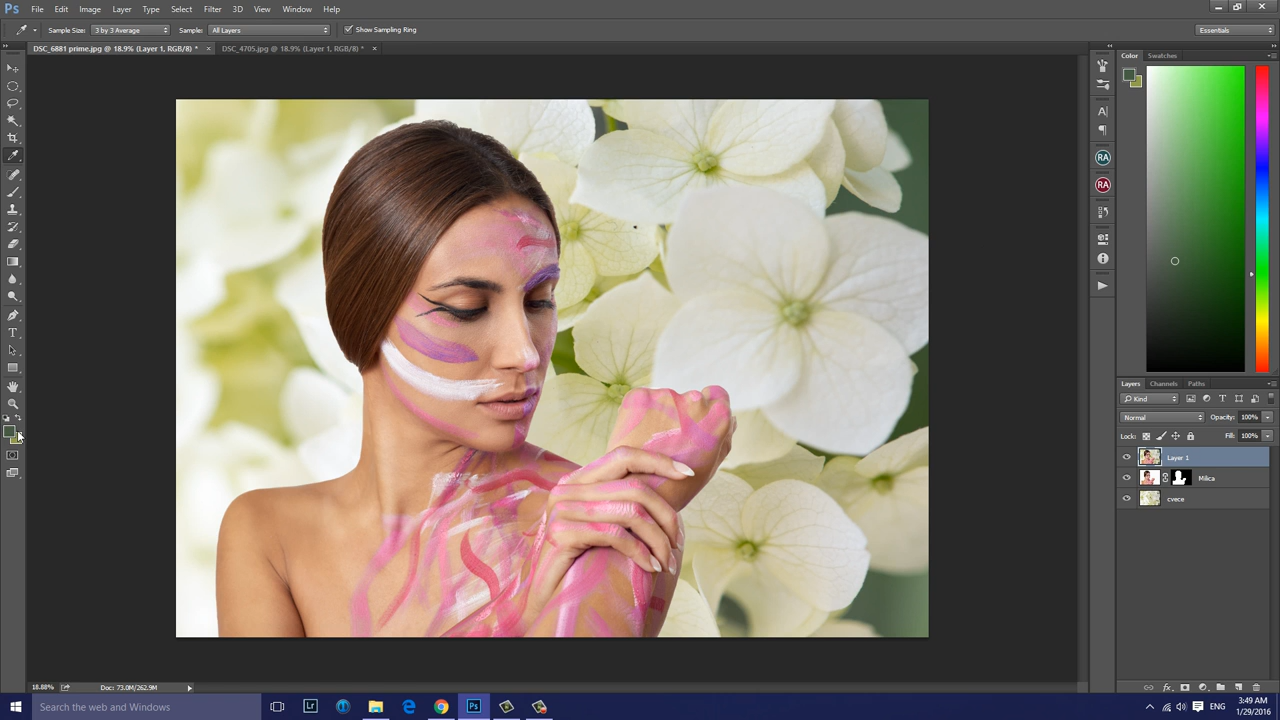 Ps File Edit Image Layer Type Select Filter 3D View Window Help
Sample Size: 3 by 3 Average Sample: All Layers Show Sampling Ring Essentials
DSC_6881 prime.jpg @ 18.9% (Layer 1, RGB/8) * × DSC_4705.jpg @ 18.9% (Layer 1, RGB/8) * ×
Color Swatches
RA
RA
Layers Channels Paths
Kind
Normal Opacity: 100%
Lock: Fill: 100%
Layer 1
Milica
cvece
18.88% Doc: 73.0M/262.9M
Search the web and Windows
Lr Ps
ENG
3:49 AM
1/29/2016